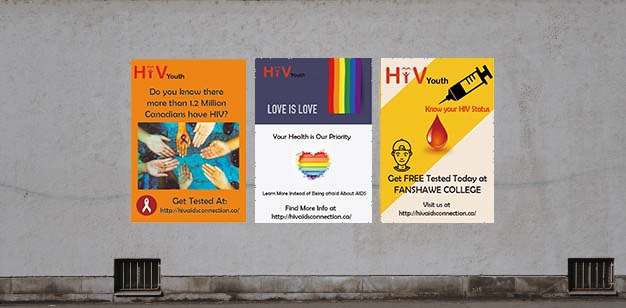 HiV Youth
Do you know there
more than 1.2 Million
Canadians have HIV?
Get Tested At:
http://hivaidsconnection.ca/
HiV Youth
LOVE IS LOVE
Your Health is Our Priority
Learn More Instead of Being afraid About AIDS
Find More Info at
http://hivaidsconnection.ca/
HiV Youth
Know your HIV Status
Get FREE Tested Today at
FANSHAWE COLLEGE
Visit us at
http://hivaidsconnection.ca/